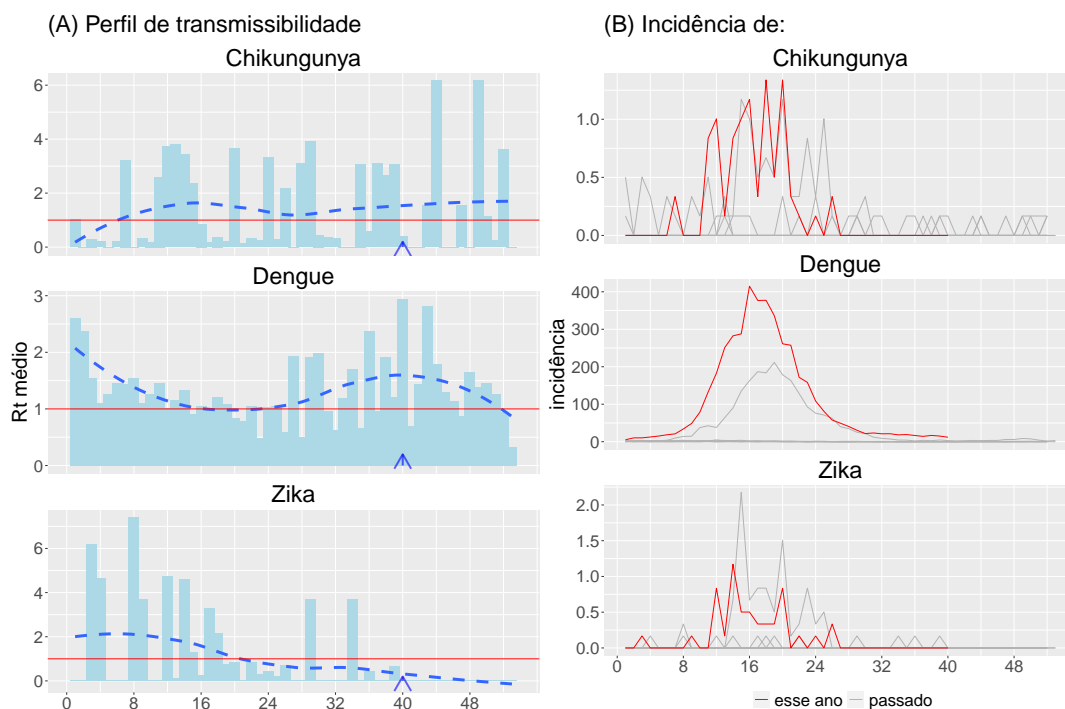 (A) Perfil de transmissibilidade
Chikungunya
6
4
2
0
Dengue
3
2
1
0
Rt médio
Zika
6
4
2
0
0 8 16 24 32 40 48
(B) Incidência de:
Chikungunya
1.0
0.5
0.0
Dengue
400
300
200
100
0
incidência
Zika
2.0
1.5
1.0
0.5
0.0
0 8 16 24 32 40 48
esse ano passado